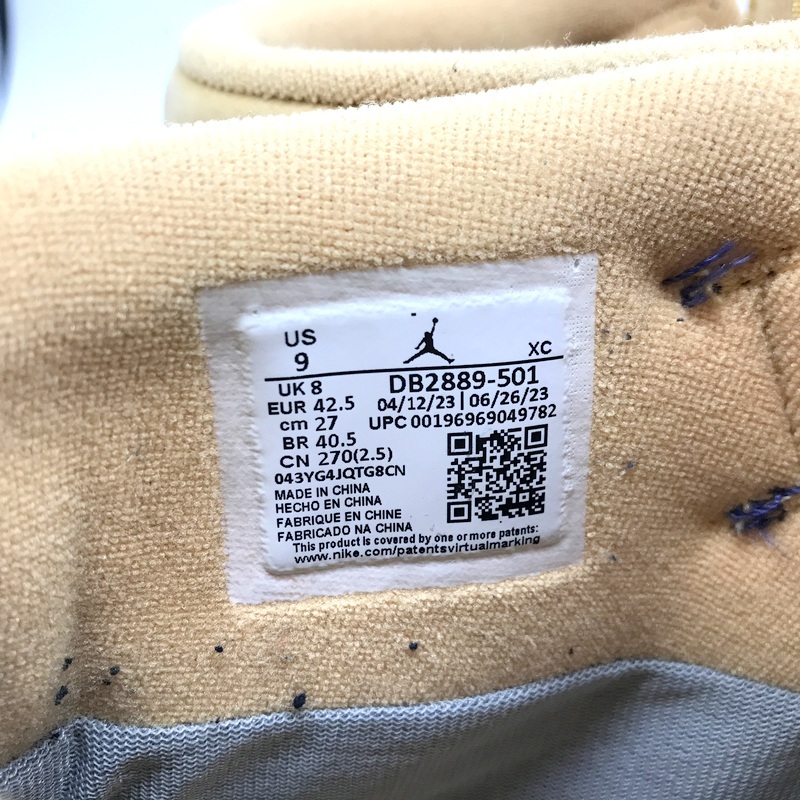 US
9
XC
UK 8
DB2889-501
EUR 42.5
04/12/23 | 06/26/23
cm 27
UPC 00196969049782
BR 40.5
CN 270(2.5)
043YG4JQTG8CN
MADE IN CHINA
HECHO EN CHINA
FABRIQUE EN CHINE
FABRICADO NA CHINA
This product is covered by one or more patents:
www.nike.com/patentsvirtualmarking